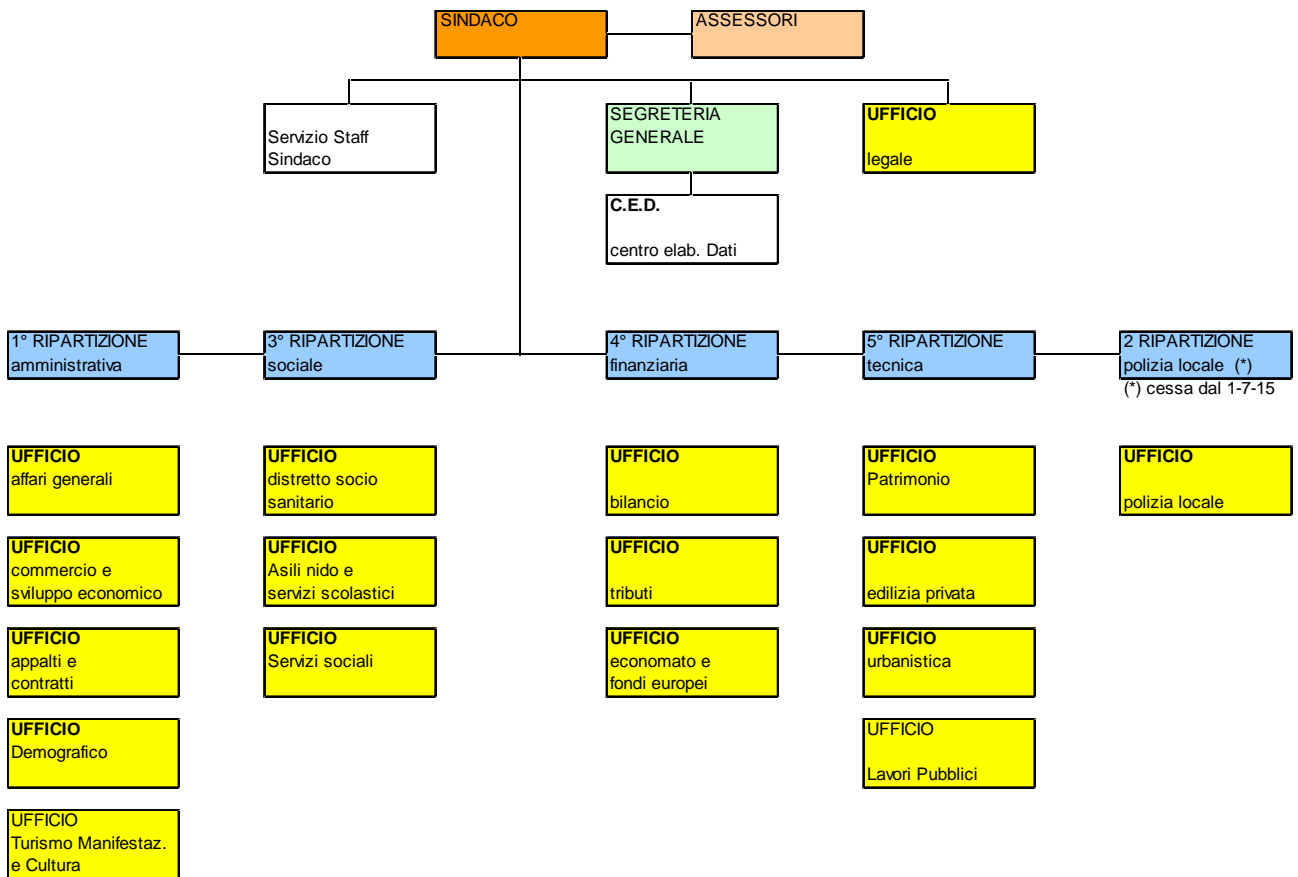 SINDACO
ASSESSORI
Servizio Staff
Sindaco
SEGRETERIA
GENERALE
UFFICIO
legale
C.E.D.
centro elab. Dati
1° RIPARTIZIONE
amministrativa
3° RIPARTIZIONE
sociale
4° RIPARTIZIONE
finanziaria
5° RIPARTIZIONE
tecnica
2 RIPARTIZIONE
polizia locale (*)
(*) cessa dal 1-7-15
UFFICIO
affari generali
UFFICIO
distretto socio
sanitario
UFFICIO
bilancio
UFFICIO
Patrimonio
UFFICIO
polizia locale
UFFICIO
commercio e
sviluppo economico
UFFICIO
Asili nido e
servizi scolastici
UFFICIO
tributi
UFFICIO
edilizia privata
UFFICIO
appalti e
contratti
UFFICIO
Servizi sociali
UFFICIO
economato e
fondi europei
UFFICIO
urbanistica
UFFICIO
Demografico
UFFICIO
Lavori Pubblici
UFFICIO
Turismo Manifestaz.
e Cultura